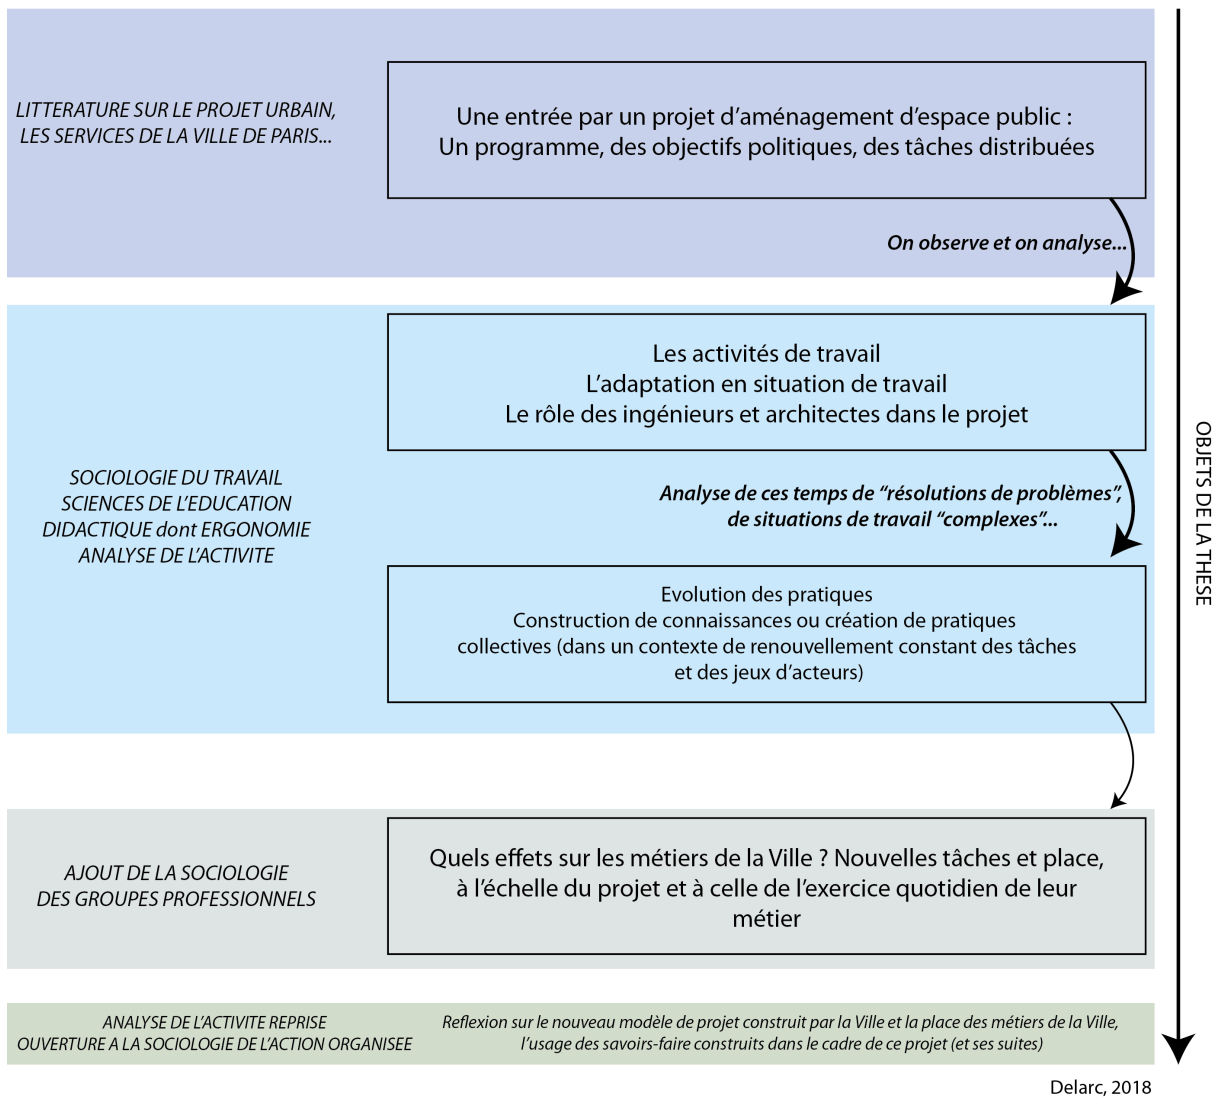 LITTERATURE SUR LE PROJET URBAIN,
LES SERVICES DE LA VILLE DE PARIS...
Une entrée par un projet d’aménagement d’espace public :
Un programme, des objectifs politiques, des tâches distribuées
On observe et on analyse...
SOCIOLOGIE DU TRAVAIL
SCIENCES DE L’EDUCATION
DIDACTIQUE dont ERGONOMIE
ANALYSE DE L’ACTIVITE
Les activités de travail
L’adaptation en situation de travail
Le rôle des ingénieurs et architectes dans le projet
Analyse de ces temps de “résolutions de problèmes”,
de situations de travail “complexes”...
Evolution des pratiques
Construction de connaissances ou création de pratiques
collectives (dans un contexte de renouvellement constant des tâches
et des jeux d’acteurs)
AJOUT DE LA SOCIOLOGIE
DES GROUPES PROFESSIONNELS
Quels effets sur les métiers de la Ville ? Nouvelles tâches et place,
à l’échelle du projet et à celle de l’exercice quotidien de leur
métier
ANALYSE DE L’ACTIVITE REPRISE
OUVERTURE A LA SOCIOLOGIE DE L’ACTION ORGANISEE
Reflexion sur le nouveau modèle de projet construit par la Ville et la place des métiers de la Ville,
l’usage des savoirs-faire construits dans le cadre de ce projet (et ses suites)
OBJETS DE LA THESE
Delarc, 2018